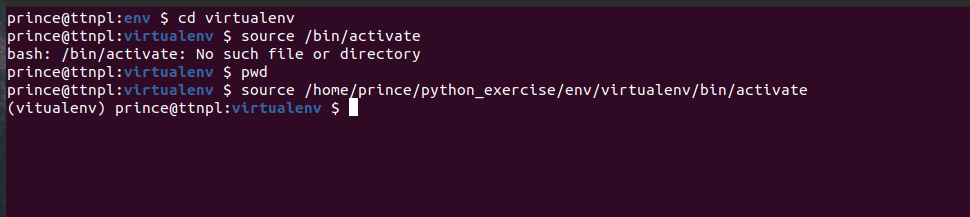 prince@ttnpl:env $ cd virtualenv
prince@ttnpl:virtualenv $ source /bin/activate
bash: /bin/activate: No such file or directory
prince@ttnpl:virtualenv $ pwd
prince@ttnpl:virtualenv $ source /home/prince/python_exercise/env/virtualenv/bin/activate
(vitualenv) prince@ttnpl:virtualenv $